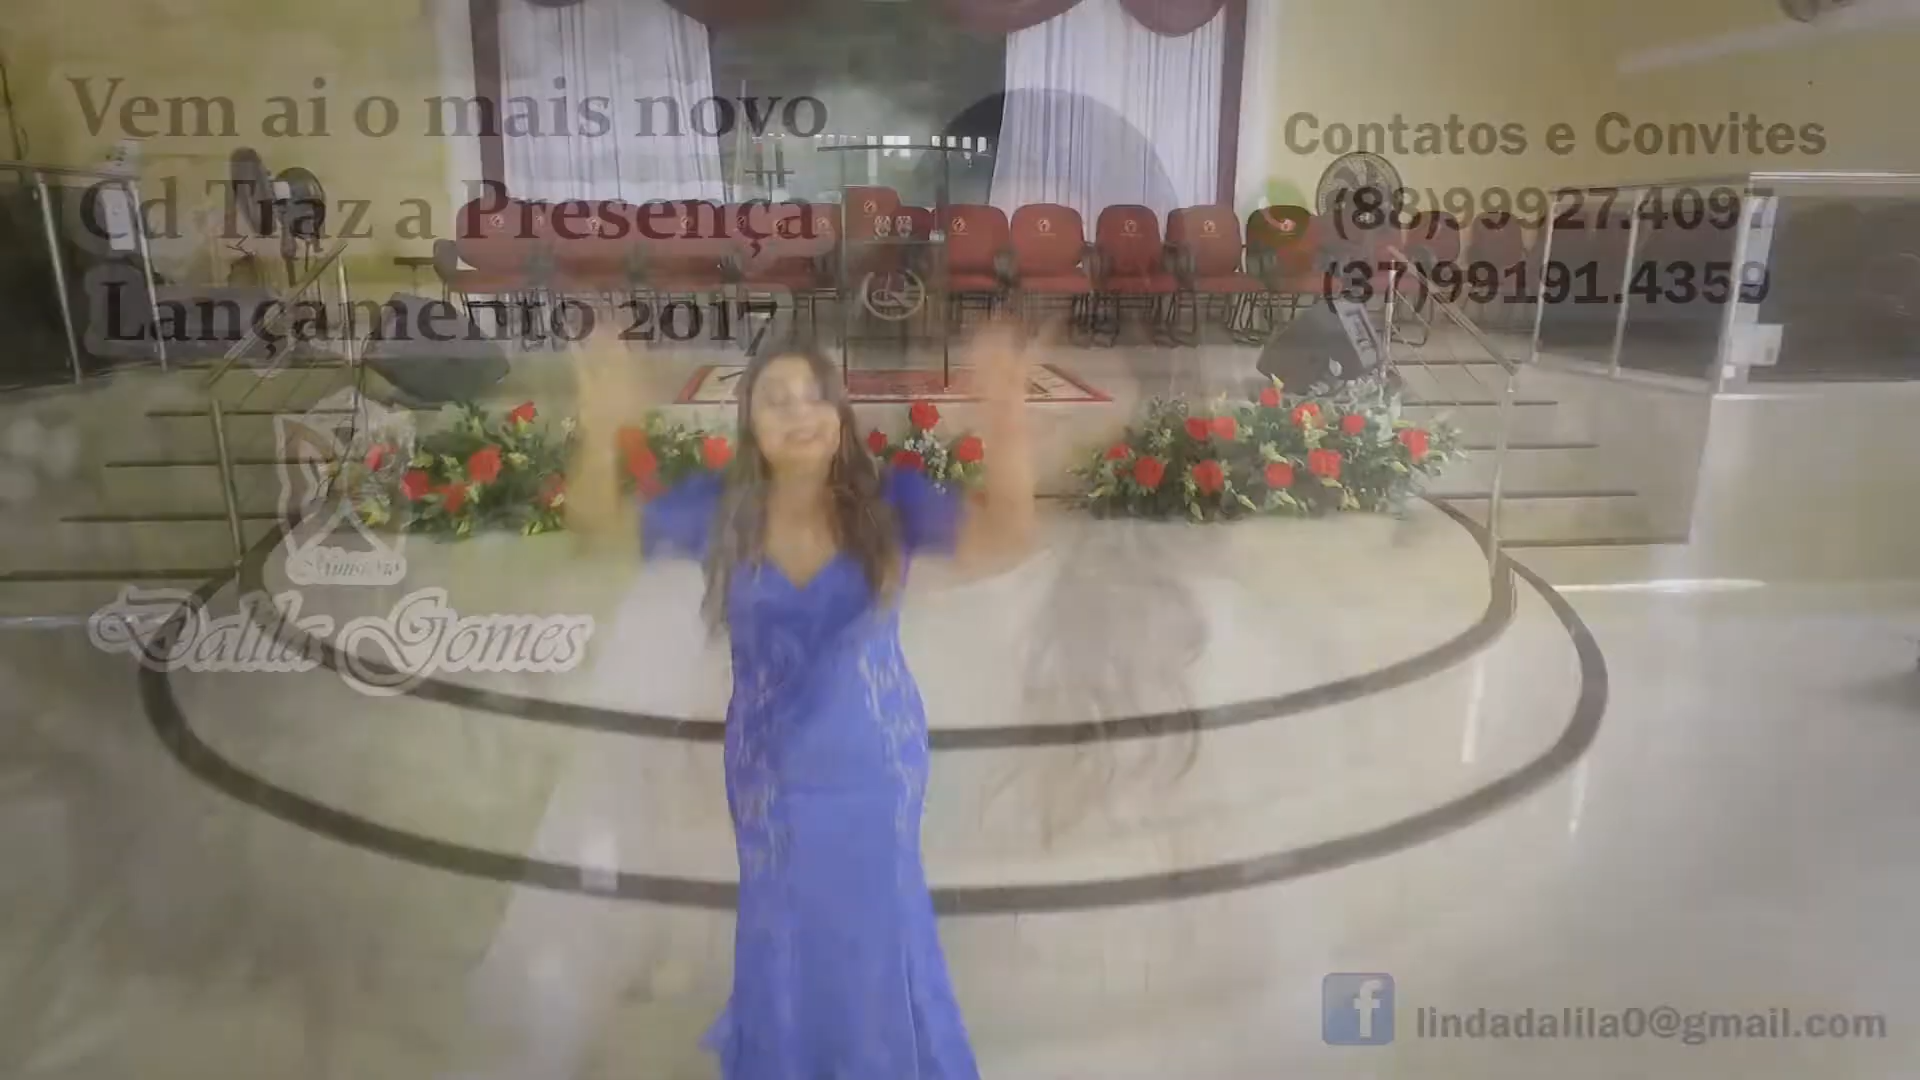 Vem ai o mais novo
Cd Traz a Presença
Lançamento 2017
Contatos e Convites
(88)99927.4097
(37)99191.4359
Dalila Gomes
f lindadalila0@gmail.com